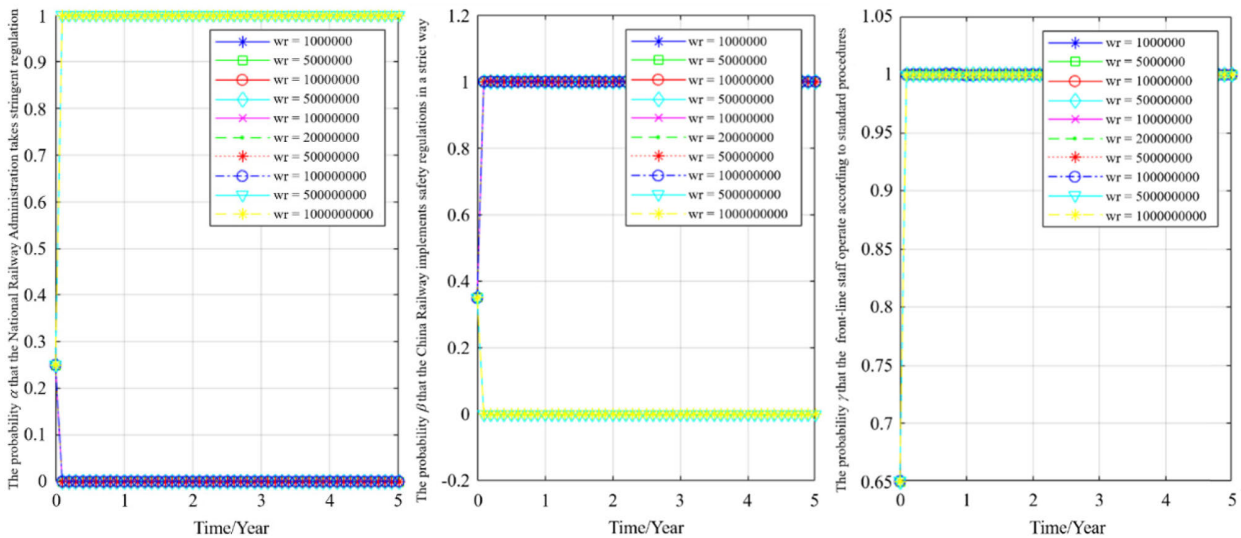 The probability α that the National Railway Administration takes stringent regulation
1
0.9
0.8
0.7
0.6
0.5
0.4
0.3
0.2
0.1
0
0
1
2
3
4
5
Time/Year
wr = 1000000
wr = 5000000
wr = 10000000
wr = 50000000
wr = 10000000
wr = 20000000
wr = 50000000
wr = 100000000
wr = 500000000
wr = 1000000000
The probability β that the China Railway implements safety regulations in a strict way
1.2
1
0.8
0.6
0.4
0.2
0
-0.2
0
1
2
3
4
5
Time/Year
wr = 1000000
wr = 5000000
wr = 10000000
wr = 50000000
wr = 10000000
wr = 20000000
wr = 50000000
wr = 100000000
wr = 500000000
wr = 1000000000
The probability γ that the front-line staff operate according to standard procedures
1.05
1
0.95
0.9
0.85
0.8
0.75
0.7
0.65
0
1
2
3
4
5
Time/Year
wr = 1000000
wr = 5000000
wr = 10000000
wr = 50000000
wr = 10000000
wr = 20000000
wr = 50000000
wr = 100000000
wr = 500000000
wr = 1000000000